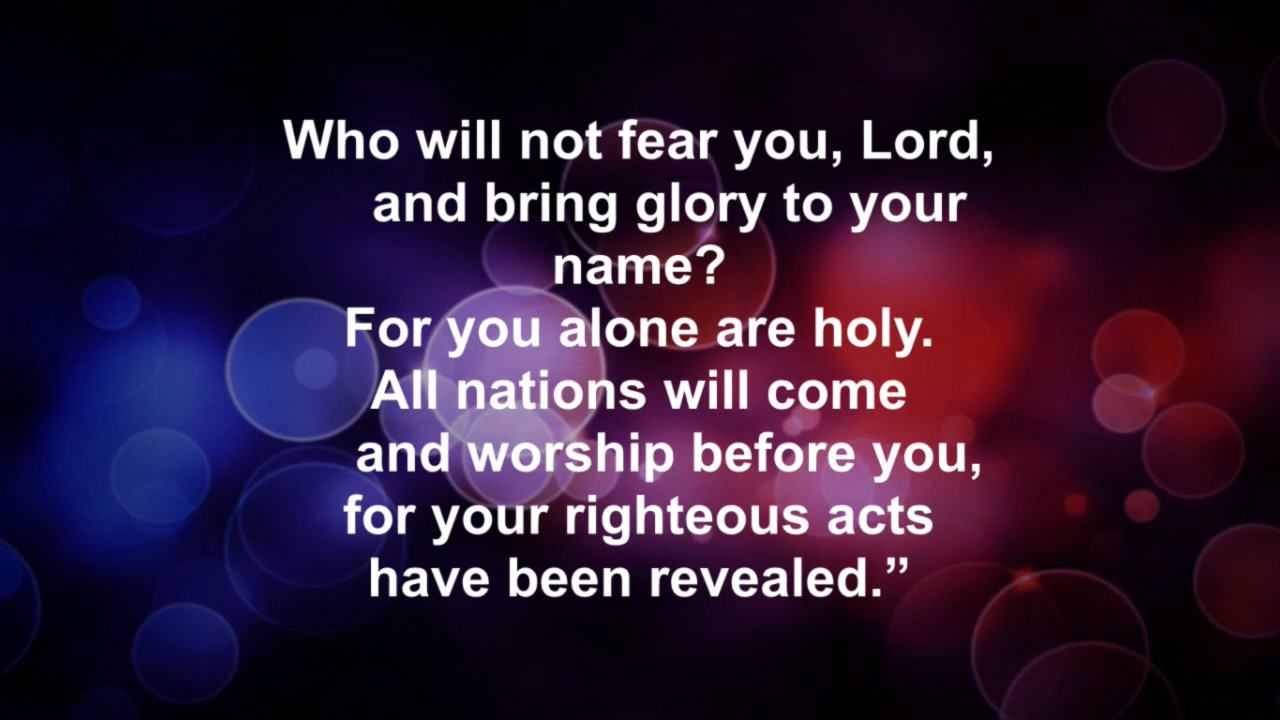 Who will not fear you, Lord,
and bring glory to your
name?
For you alone are holy.
All nations will come
and worship before you,
for your righteous acts
have been revealed.”